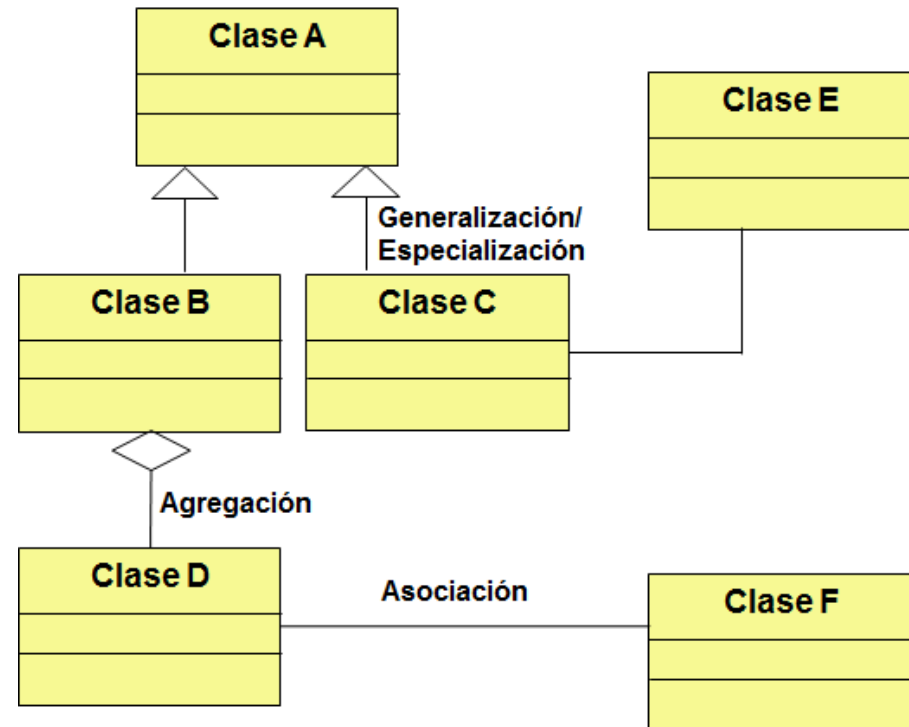 Clase A
Clase E
Generalización/
Especialización
Clase B
Clase C
Agregación
Clase D
Asociación
Clase F